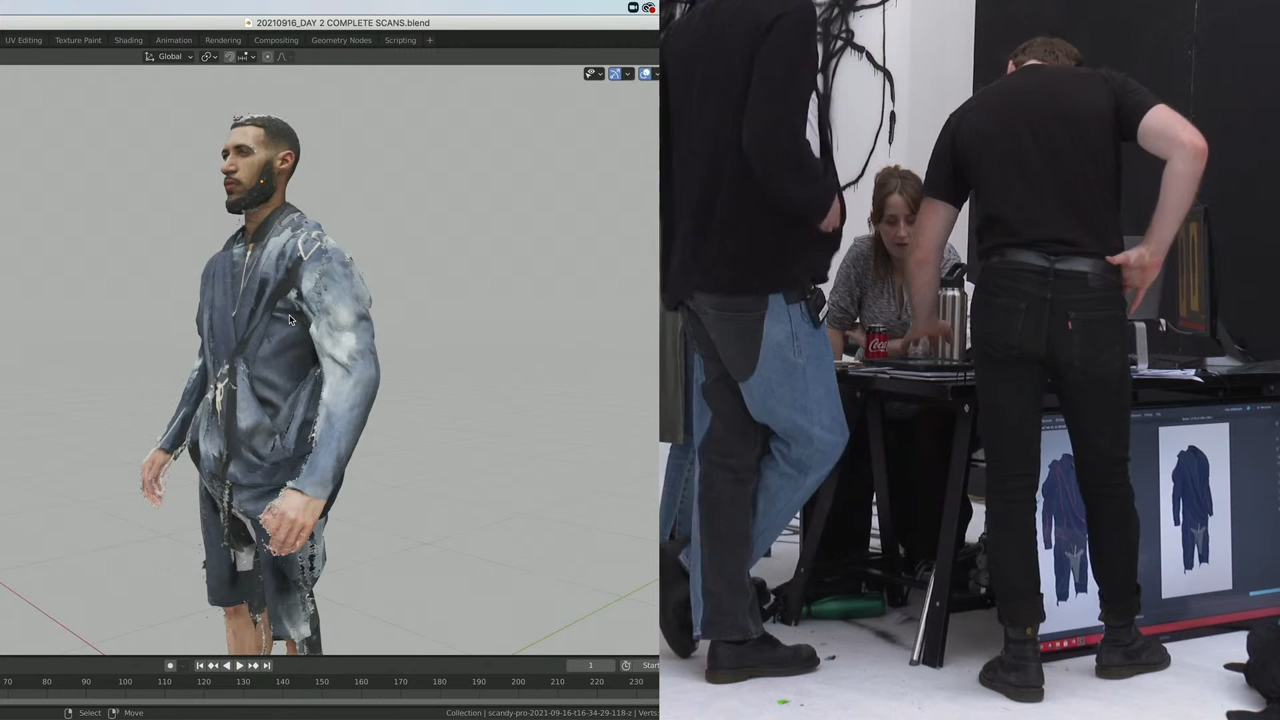 20210916_DAY 2 COMPLETE SCANS.blend
UV Editing Texture Paint Shading Animation Rendering Compositing Geometry Nodes Scripting +
Global
1 Start
70 80 90 100 110 120 130 140 150 160 170 180 190 200 210 220 230
Select Move Collection | scandy-pro-2021-09-16-t16-34-29-118-z | Verts:
Coca